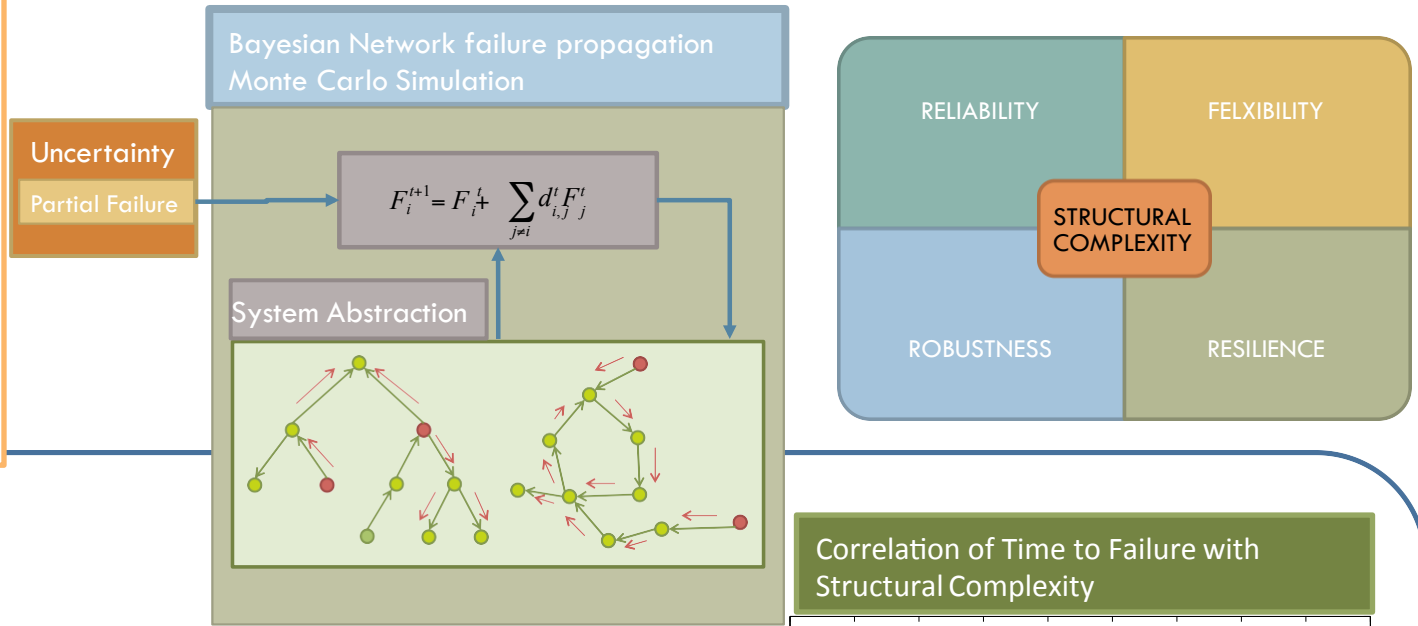 Bayesian Network failure propagation
Monte Carlo Simulation
Uncertainty
Partial Failure
F_i^{t+1} = F_i^t + \sum_{j≠i} d_{i,j}^t F_j^t
System Abstraction
RELIABILITY
FELXIBILITY
STRUCTURAL
COMPLEXITY
ROBUSTNESS
RESILIENCE
Correlation of Time to Failure with
Structural Complexity